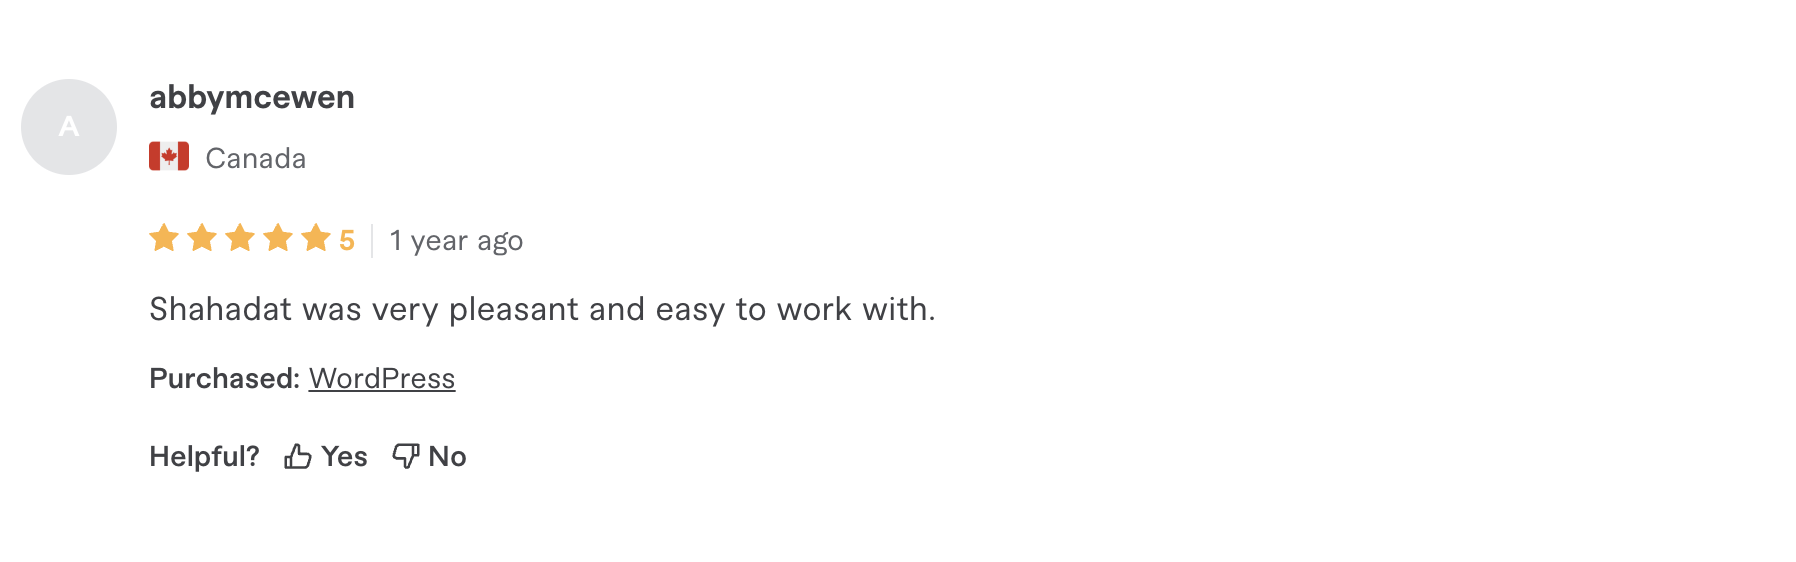 A
abbymcewen
Canada
5 1 year ago
Shahadat was very pleasant and easy to work with.
Purchased: WordPress
Helpful? Yes No